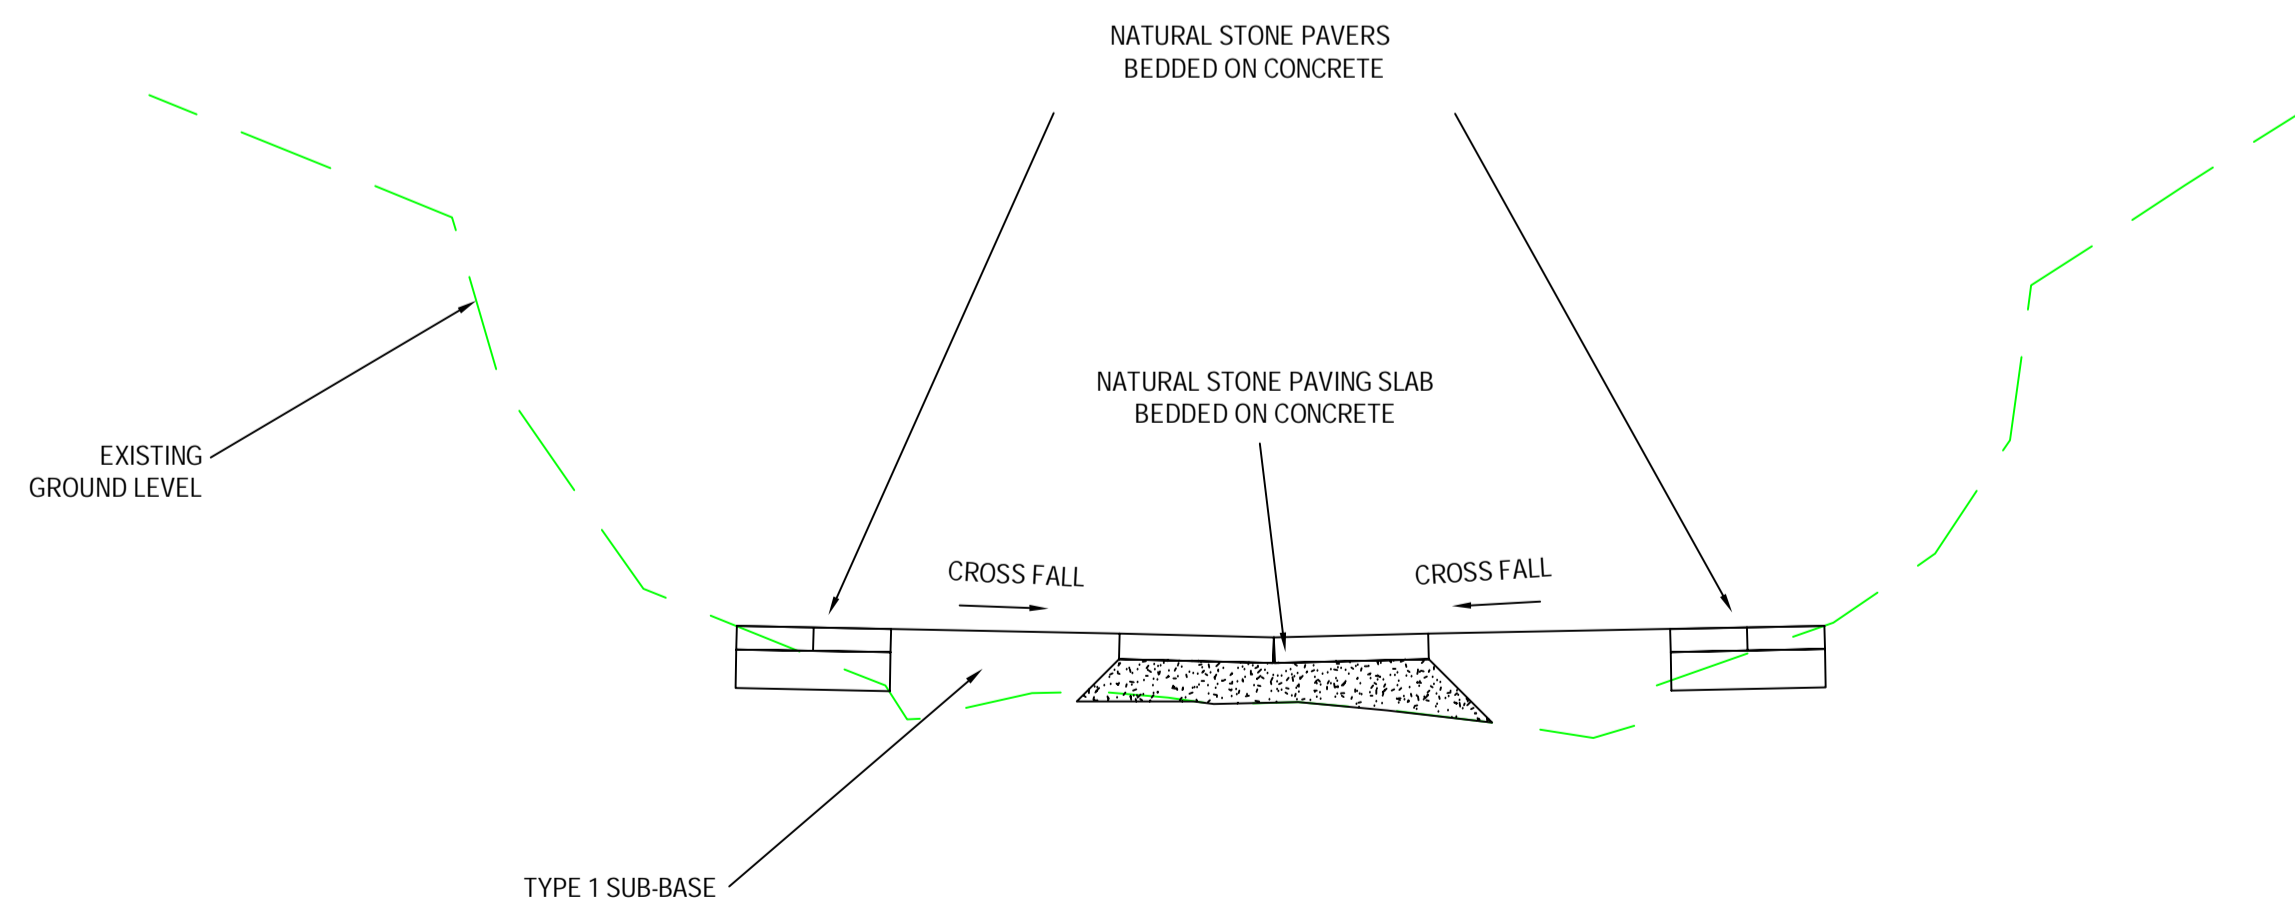 NATURAL STONE PAVERS
BEDDED ON CONCRETE
NATURAL STONE PAVING SLAB
BEDDED ON CONCRETE
EXISTING
GROUND LEVEL
CROSS FALL
CROSS FALL
TYPE 1 SUB-BASE